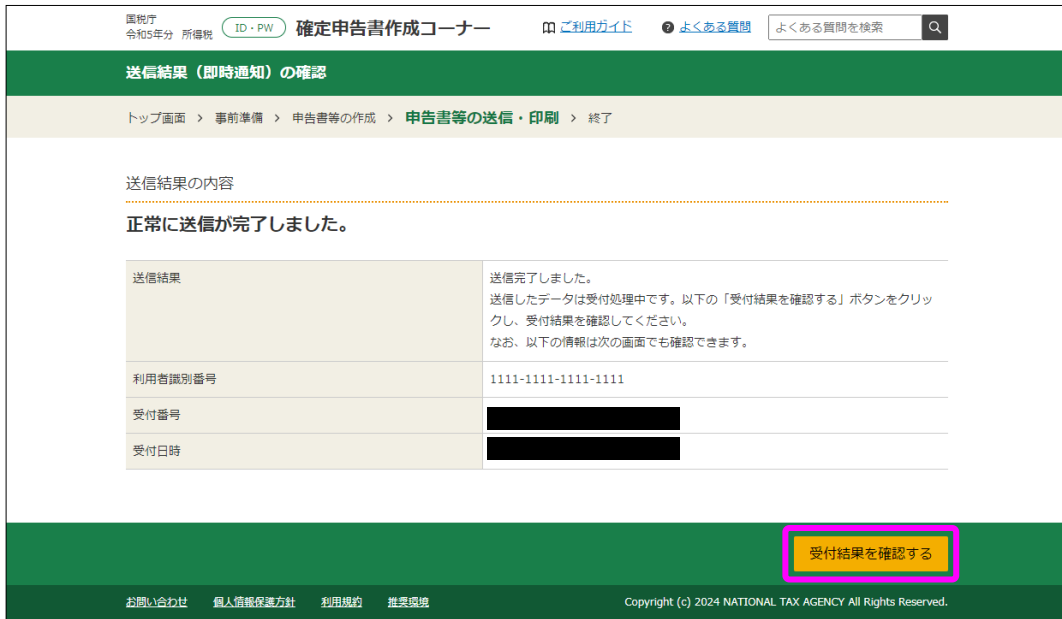 国税庁
令和5年分 所得税
ID・PW
確定申告書作成コーナー
ご利用ガイド
よくある質問
よくある質問を検索
送信結果（即時通知）の確認
トップ画面 > 事前準備 > 申告書等の作成 > 申告書等の送信・印刷 > 終了
送信結果の内容
正常に送信が完了しました。
送信結果
送信完了しました。
送信したデータは受付処理中です。以下の「受付結果を確認する」ボタンをクリッ
クし、受付結果を確認してください。
なお、以下の情報は次の画面でも確認できます。
利用者識別番号
1111-1111-1111-1111
受付番号
受付日時
受付結果を確認する
お問い合わせ 個人情報保護方針 利用規約 推奨環境
Copyright (c) 2024 NATIONAL TAX AGENCY All Rights Reserved.